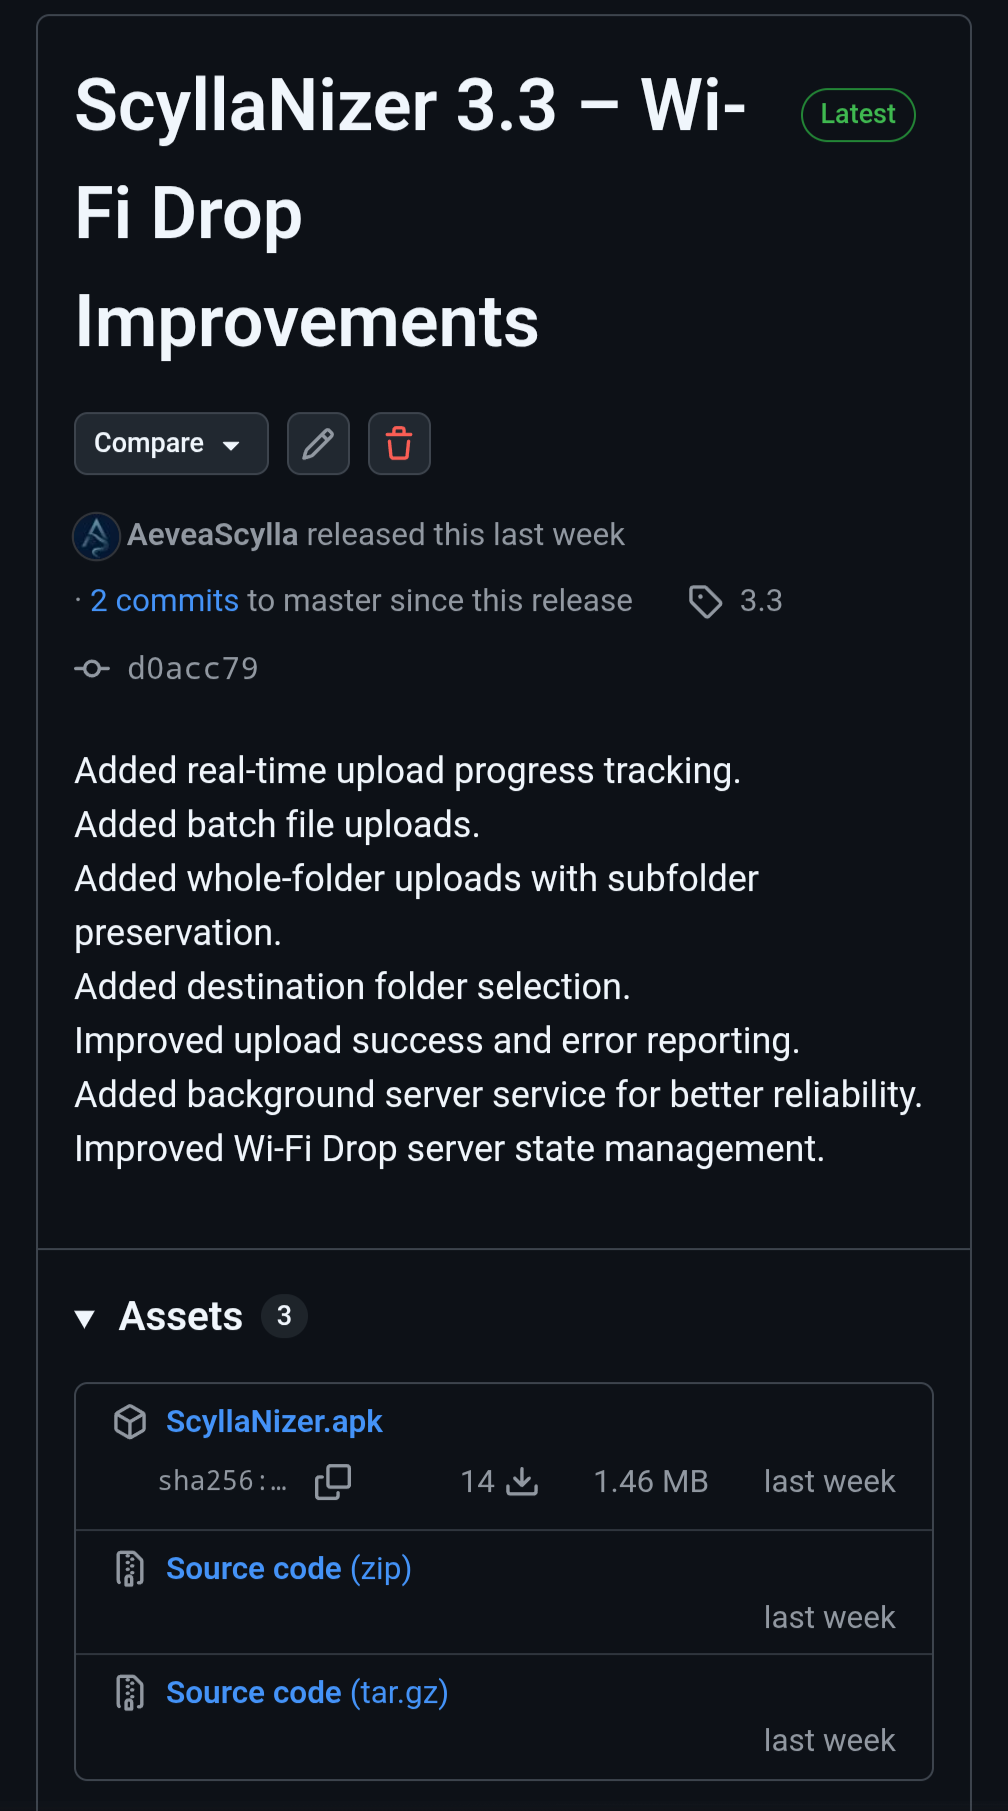 ScyllaNizer 3.3 – Wi-
Fi Drop
Improvements
Latest
Compare
AeveaScylla released this last week
· 2 commits to master since this release
3.3
d0acc79
Added real-time upload progress tracking.
Added batch file uploads.
Added whole-folder uploads with subfolder
preservation.
Added destination folder selection.
Improved upload success and error reporting.
Added background server service for better reliability.
Improved Wi-Fi Drop server state management.
Assets 3
ScyllaNizer.apk
sha256:… 14 1.46 MB last week
Source code (zip)
last week
Source code (tar.gz)
last week